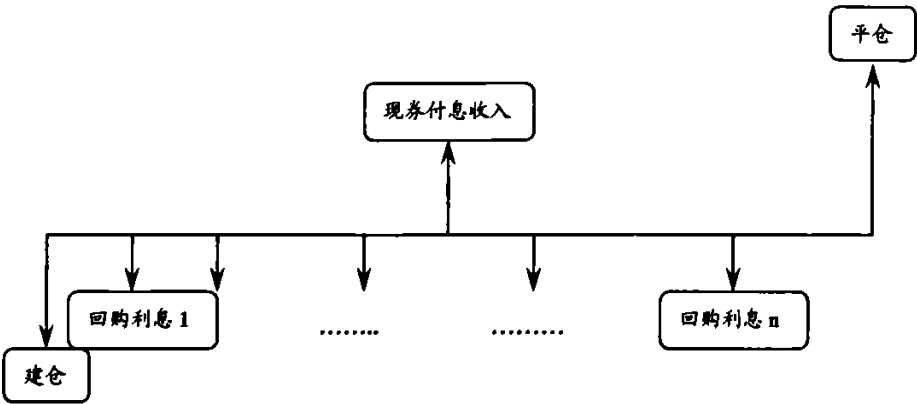 平仓
现券付息收入
回购利息 1
………
………
回购利息 n
建仓